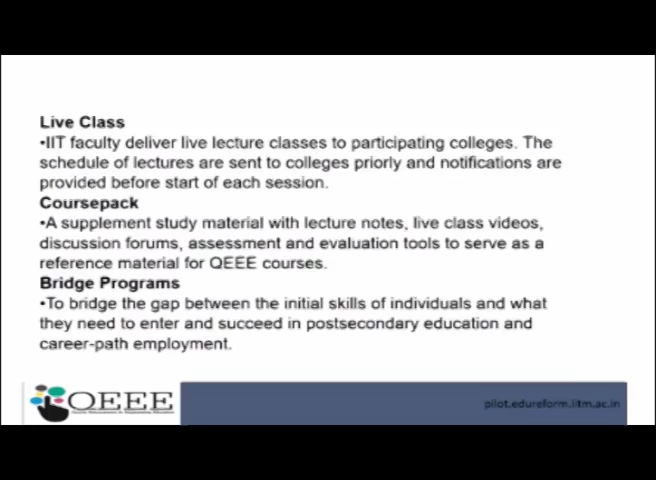 Live Class
•IIT faculty deliver live lecture classes to participating colleges. The
schedule of lectures are sent to colleges priorly and notifications are
provided before start of each session.
Coursepack
•A supplement study material with lecture notes, live class videos,
discussion forums, assessment and evaluation tools to serve as a
reference material for QEEE courses.
Bridge Programs
•To bridge the gap between the initial skills of individuals and what
they need to enter and succeed in postsecondary education and
career-path employment.
QEEE
pilot.edureform.iitm.ac.in